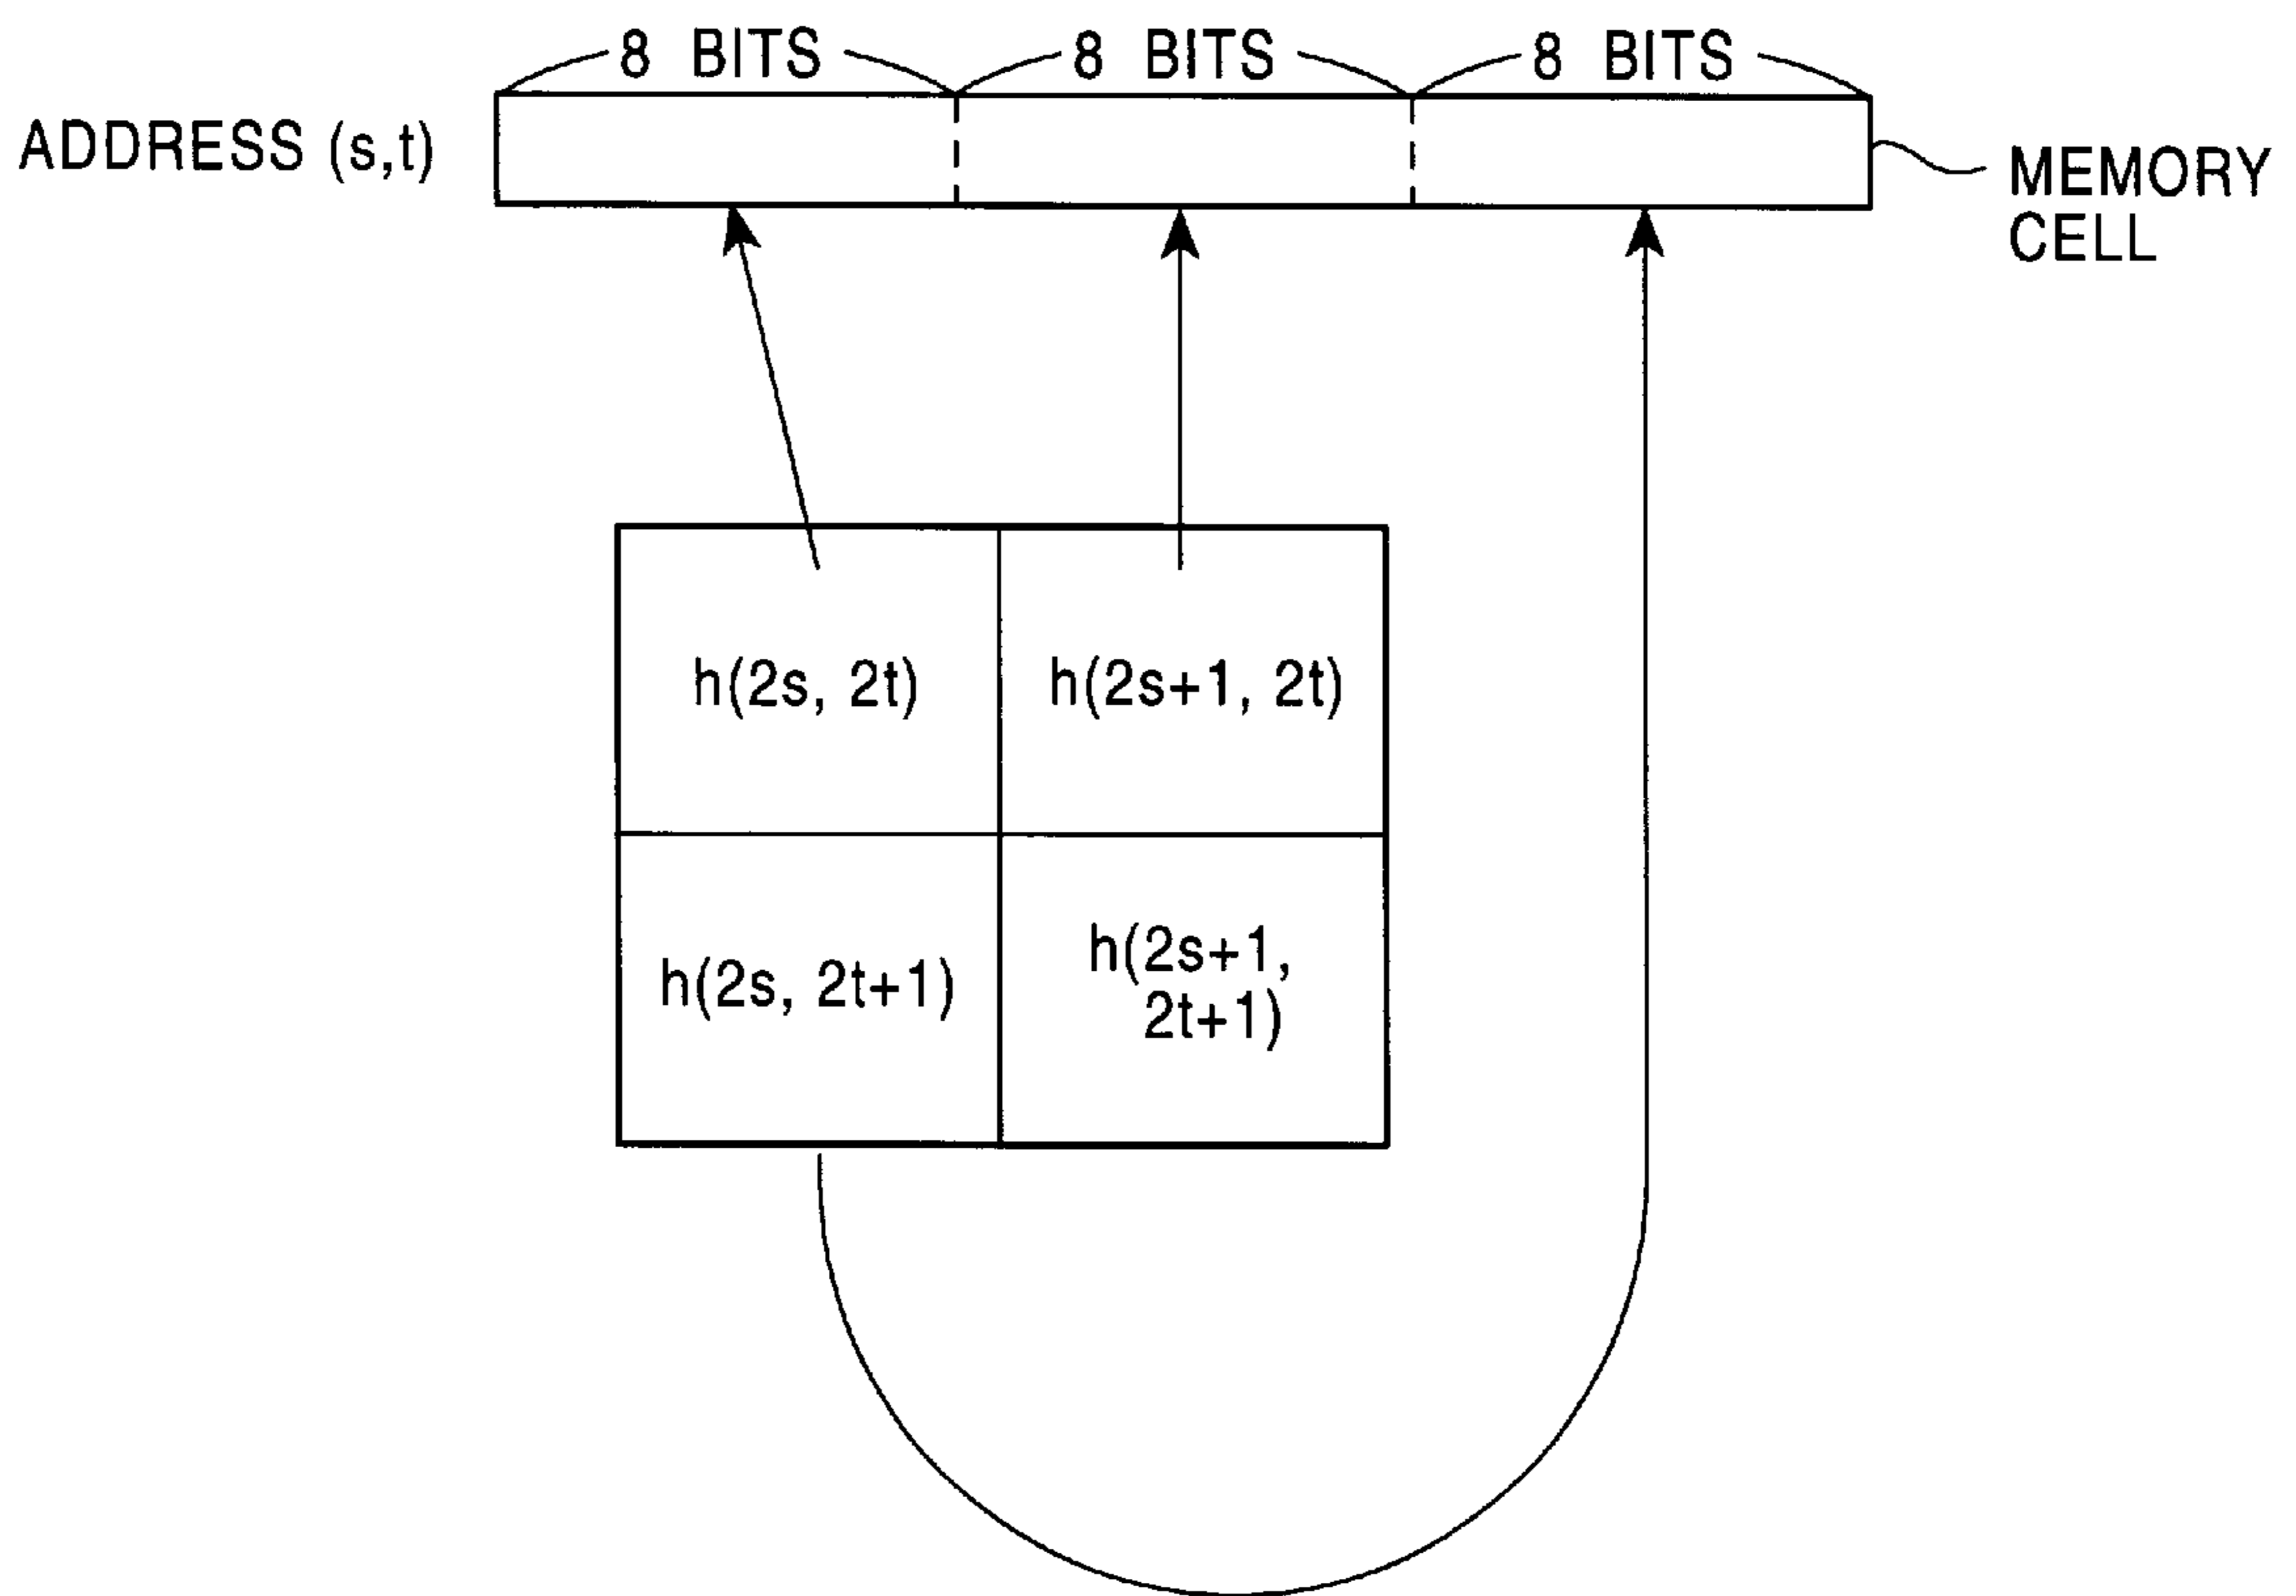 8 BITS 8 BITS 8 BITS
ADDRESS (s,t)
MEMORY
CELL
h(2s, 2t) h(2s+1, 2t)
h(2s, 2t+1)
h(2s+1,
2t+1)